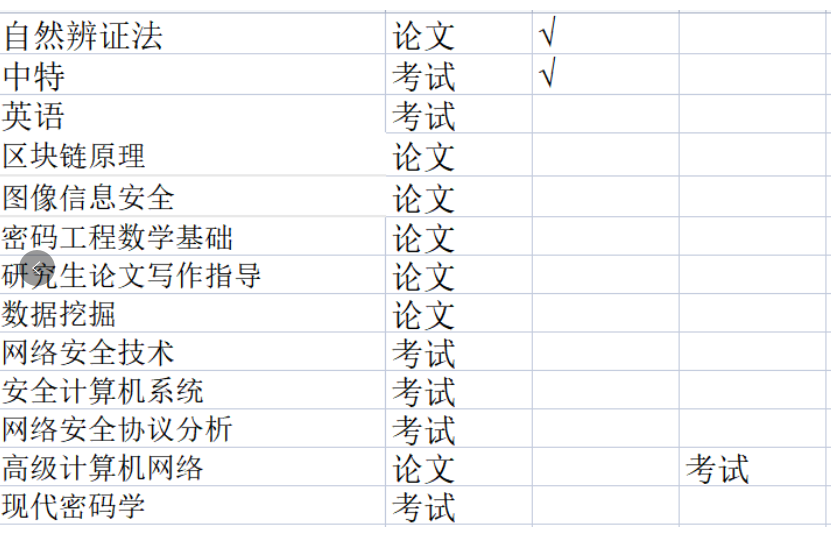 自然辨证法 论文 √
中特 考试 √
英语 考试
区块链原理 论文
图像信息安全 论文
密码工程数学基础 论文
研究生论文写作指导 论文
数据挖掘 论文
网络安全技术 考试
安全计算机系统 考试
网络安全协议分析 考试
高级计算机网络 论文 考试
现代密码学 考试